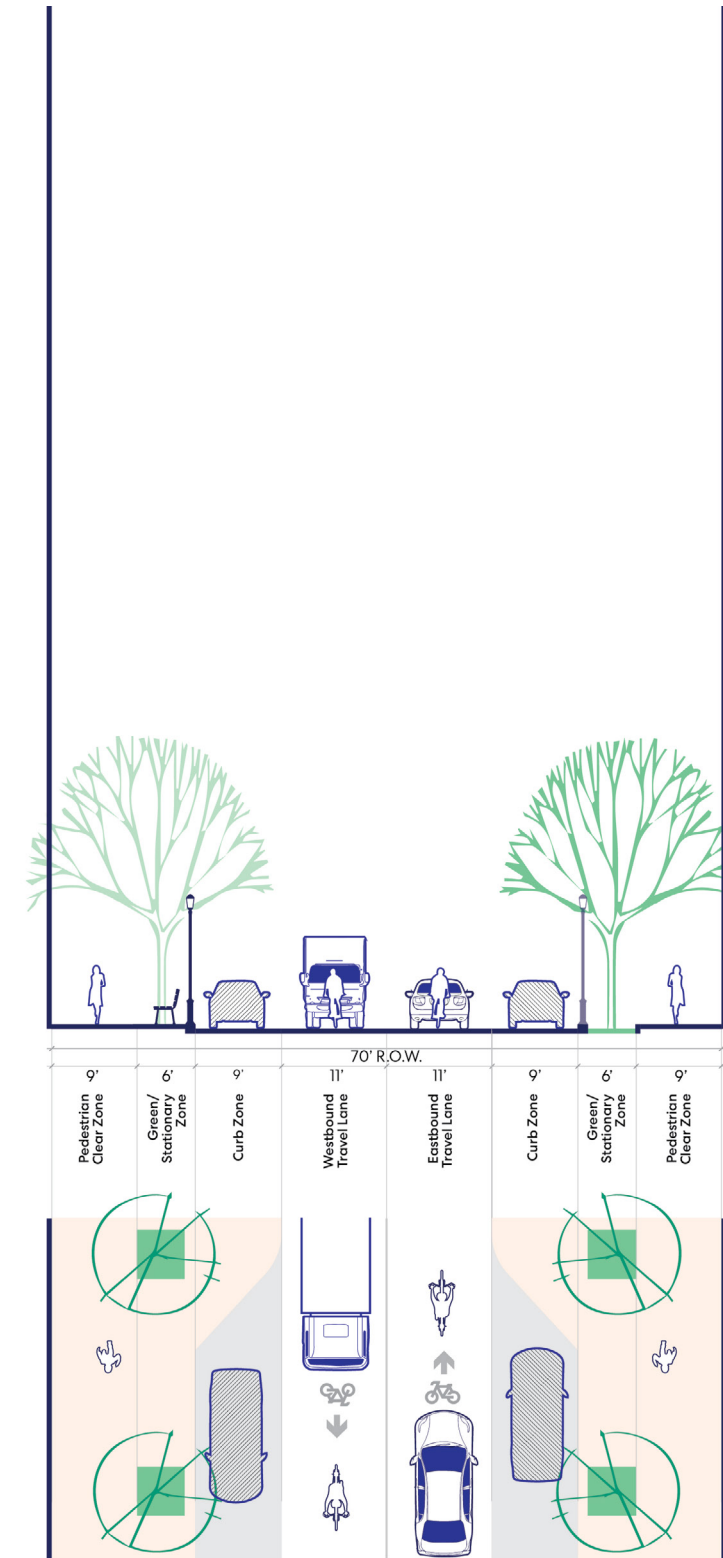 70' R.O.W.
9'
6'
9'
11'
11'
9'
6'
9'
Pedestrian
Clear Zone
Green/
Stationary
Zone
Curb Zone
Westbound
Travel Lane
Eastbound
Travel Lane
Curb Zone
Green/
Stationary
Zone
Pedestrian
Clear Zone